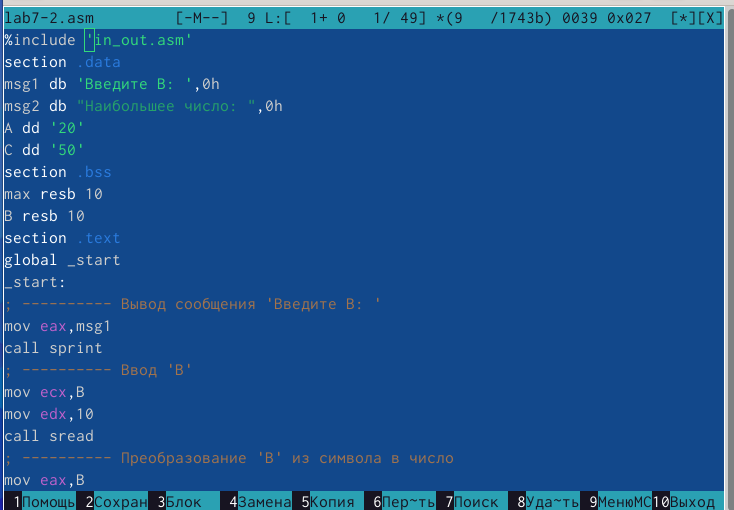 lab7-2.asm [-M--] 9 L:[ 1+ 0 1/ 49] *(9 /1743b) 0039 0x027 [*][X]
%include 'in_out.asm'
section .data
msg1 db 'Введите B: ',0h
msg2 db "Наибольшее число: ",0h
A dd '20'
C dd '50'
section .bss
max resb 10
B resb 10
section .text
global _start
_start:
; ---------- Вывод сообщения 'Введите B: '
mov eax,msg1
call sprint
; ---------- Ввод 'B'
mov ecx,B
mov edx,10
call sread
; ---------- Преобразование 'B' из символа в число
mov eax,B
1Помощь 2Сохран 3Блок 4Замена 5Копия 6Пер~ть 7Поиск 8Уда~ть 9МенюMC 10Выход